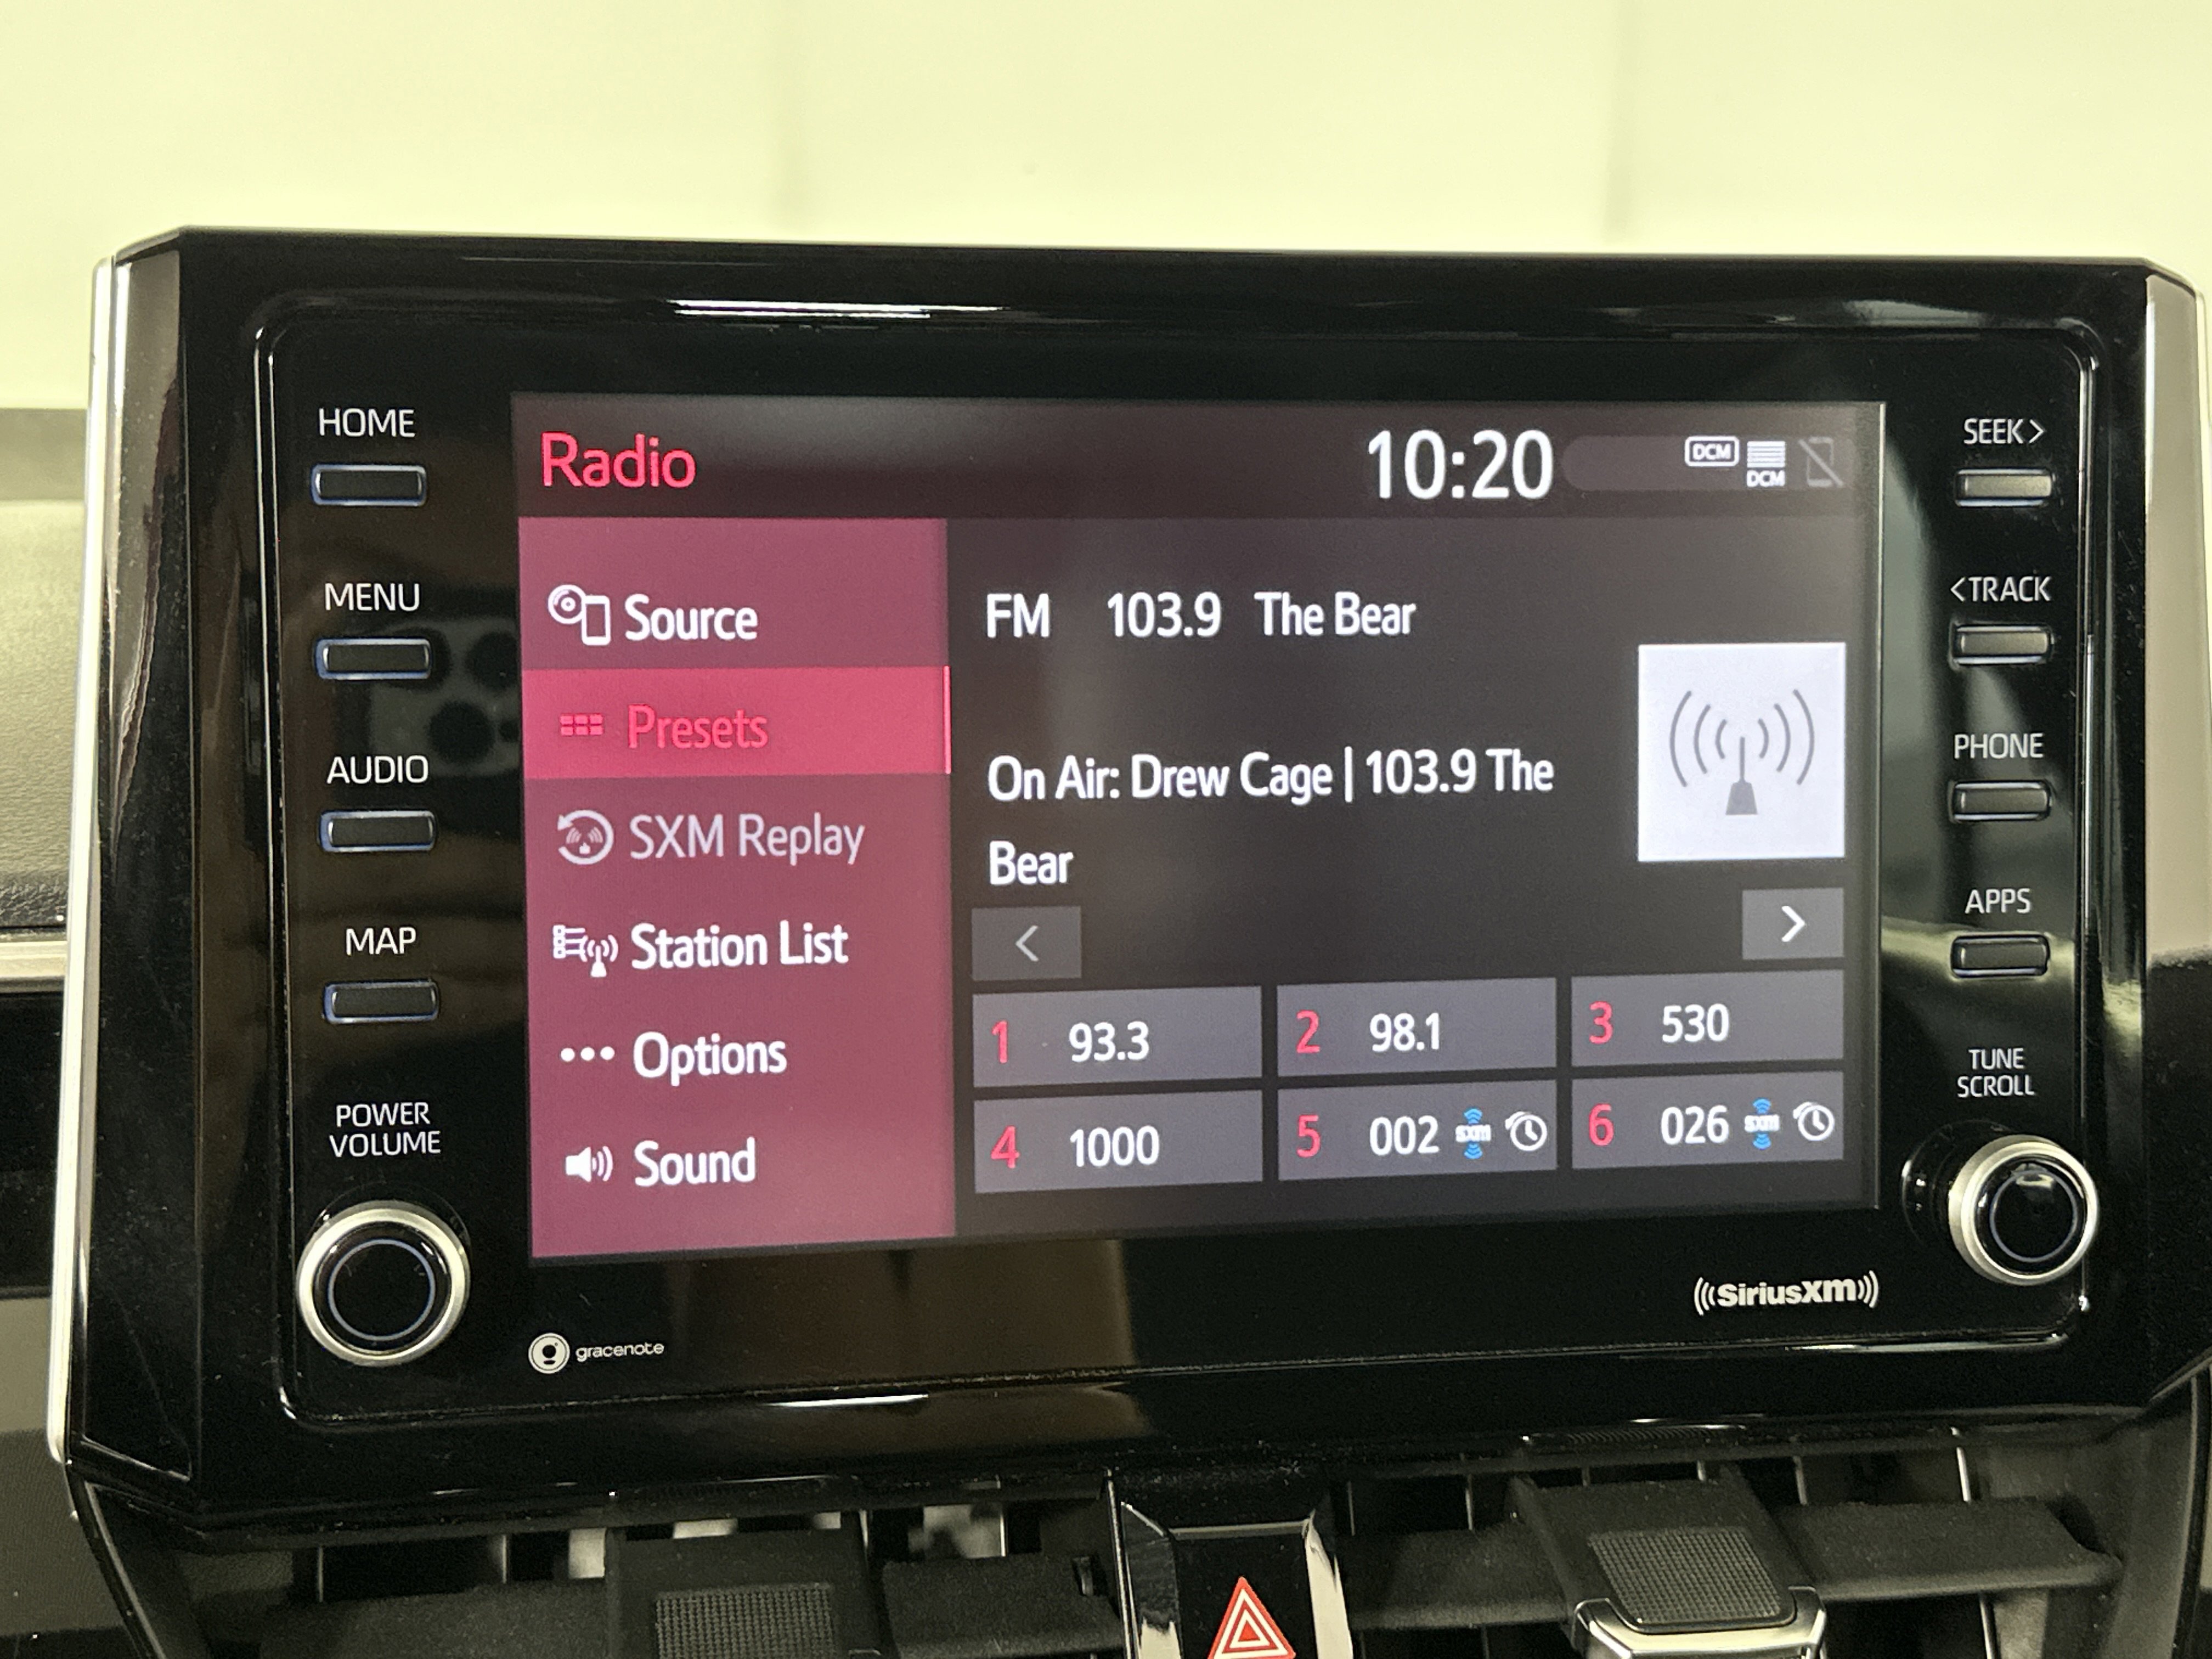 HOME
MENU
AUDIO
MAP
POWER
VOLUME
Radio
10:20
DCM
DCM
Source
Presets
SXM Replay
Station List
Options
Sound
FM 103.9 The Bear
On Air: Drew Cage | 103.9 The
Bear
<
>
1 93.3
2 98.1
3 530
4 1000
5 002 sxm
6 026 sxm
SEEK>
<TRACK
PHONE
APPS
TUNE
SCROLL
gracenote
((SiriusXM))